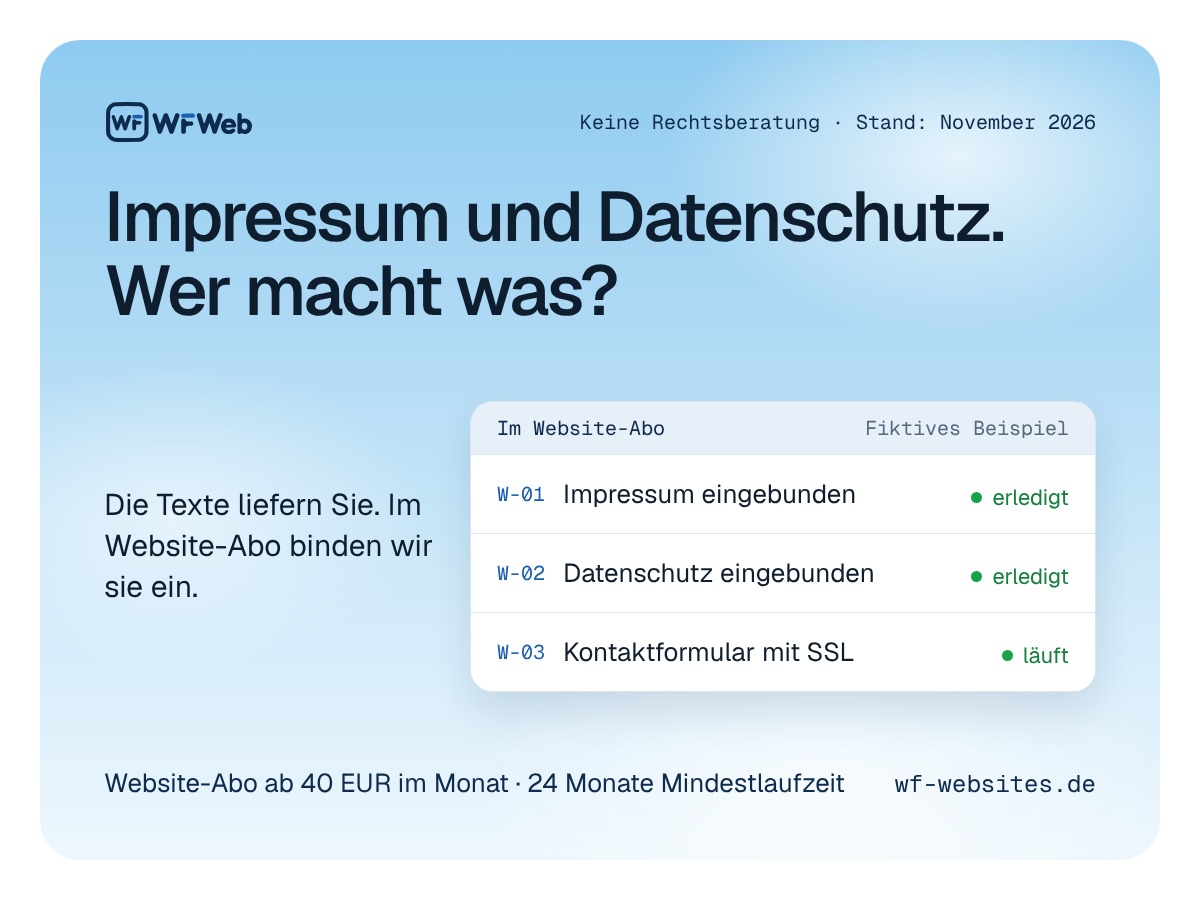 WF WFWeb
Keine Rechtsberatung · Stand: November 2026
Impressum und Datenschutz.
Wer macht was?
Die Texte liefern Sie. Im
Website-Abo binden wir
sie ein.
Im Website-Abo Fiktives Beispiel
W-01 Impressum eingebunden erledigt
W-02 Datenschutz eingebunden erledigt
W-03 Kontaktformular mit SSL läuft
Website-Abo ab 40 EUR im Monat · 24 Monate Mindestlaufzeit
wf-websites.de